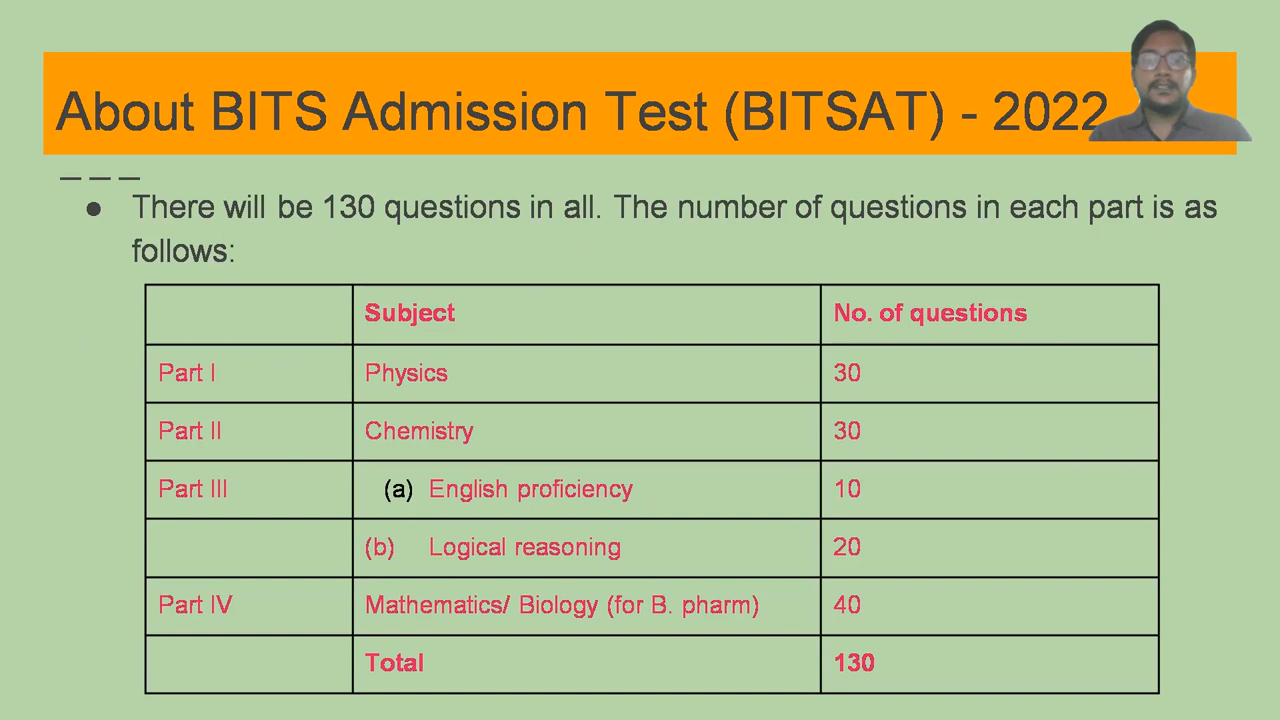 About BITS Admission Test (BITSAT) - 2022
● There will be 130 questions in all. The number of questions in each part is as
follows:
Subject No. of questions
Part I Physics 30
Part II Chemistry 30
Part III (a) English proficiency 10
(b) Logical reasoning 20
Part IV Mathematics/ Biology (for B. pharm) 40
Total 130